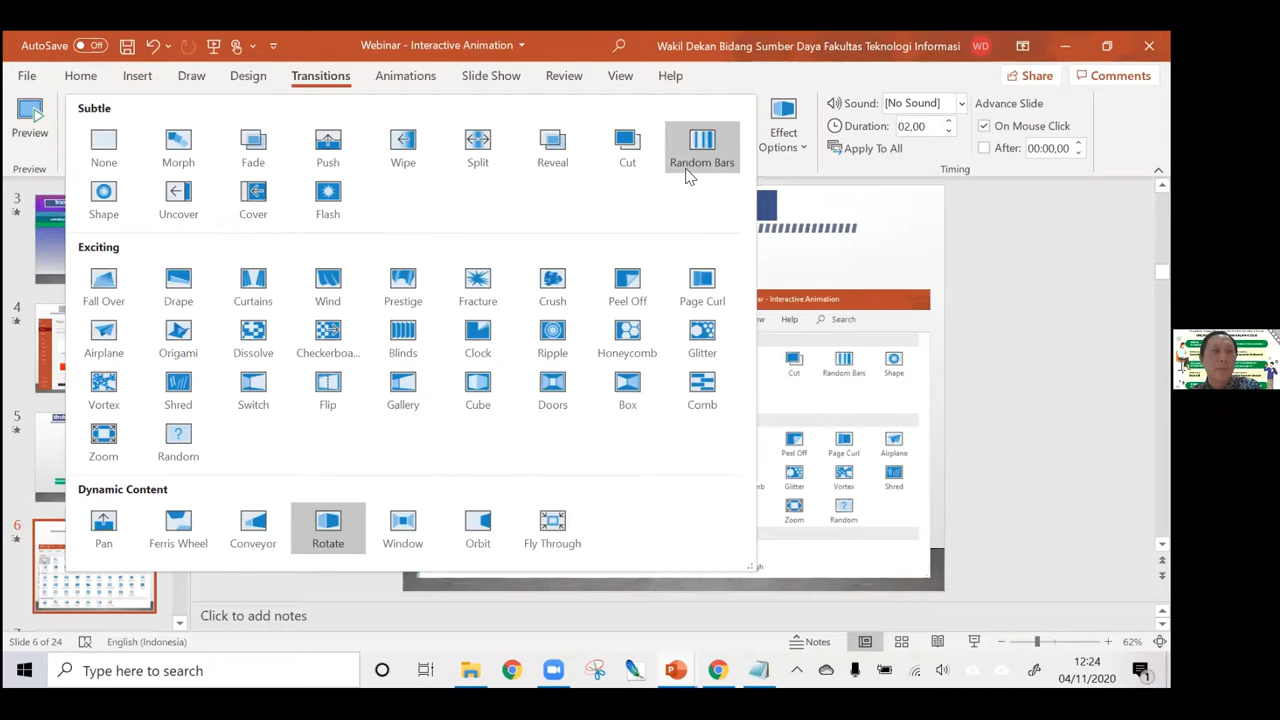 AutoSave Off
Webinar - Interactive Animation
Wakil Dekan Bidang Sumber Daya Fakultas Teknologi Informasi WD
File Home Insert Draw Design Transitions Animations Slide Show Review View Help Share Comments
Preview
Preview
Subtle
None Morph Fade Push Wipe Split Reveal Cut Random Bars
Shape Uncover Cover Flash
Exciting
Fall Over Drape Curtains Wind Prestige Fracture Crush Peel Off Page Curl
Airplane Origami Dissolve Checkerboa... Blinds Clock Ripple Honeycomb Glitter
Vortex Shred Switch Flip Gallery Cube Doors Box Comb
Zoom Random
Dynamic Content
Pan Ferris Wheel Conveyor Rotate Window Orbit Fly Through
Effect
Options
Sound: [No Sound]
Duration: 02,00
Apply To All
Advance Slide
On Mouse Click
After: 00:00,00
Timing
3
4
5
6
ar - Interactive Animation
Help Search
Cut Random Bars Shape
Peel Off Page Curl Airplane
Glitter Vortex Shred
Zoom Random
Click to add notes
Slide 6 of 24 English (Indonesia) Notes 62%
Type here to search
12:24
04/11/2020
1